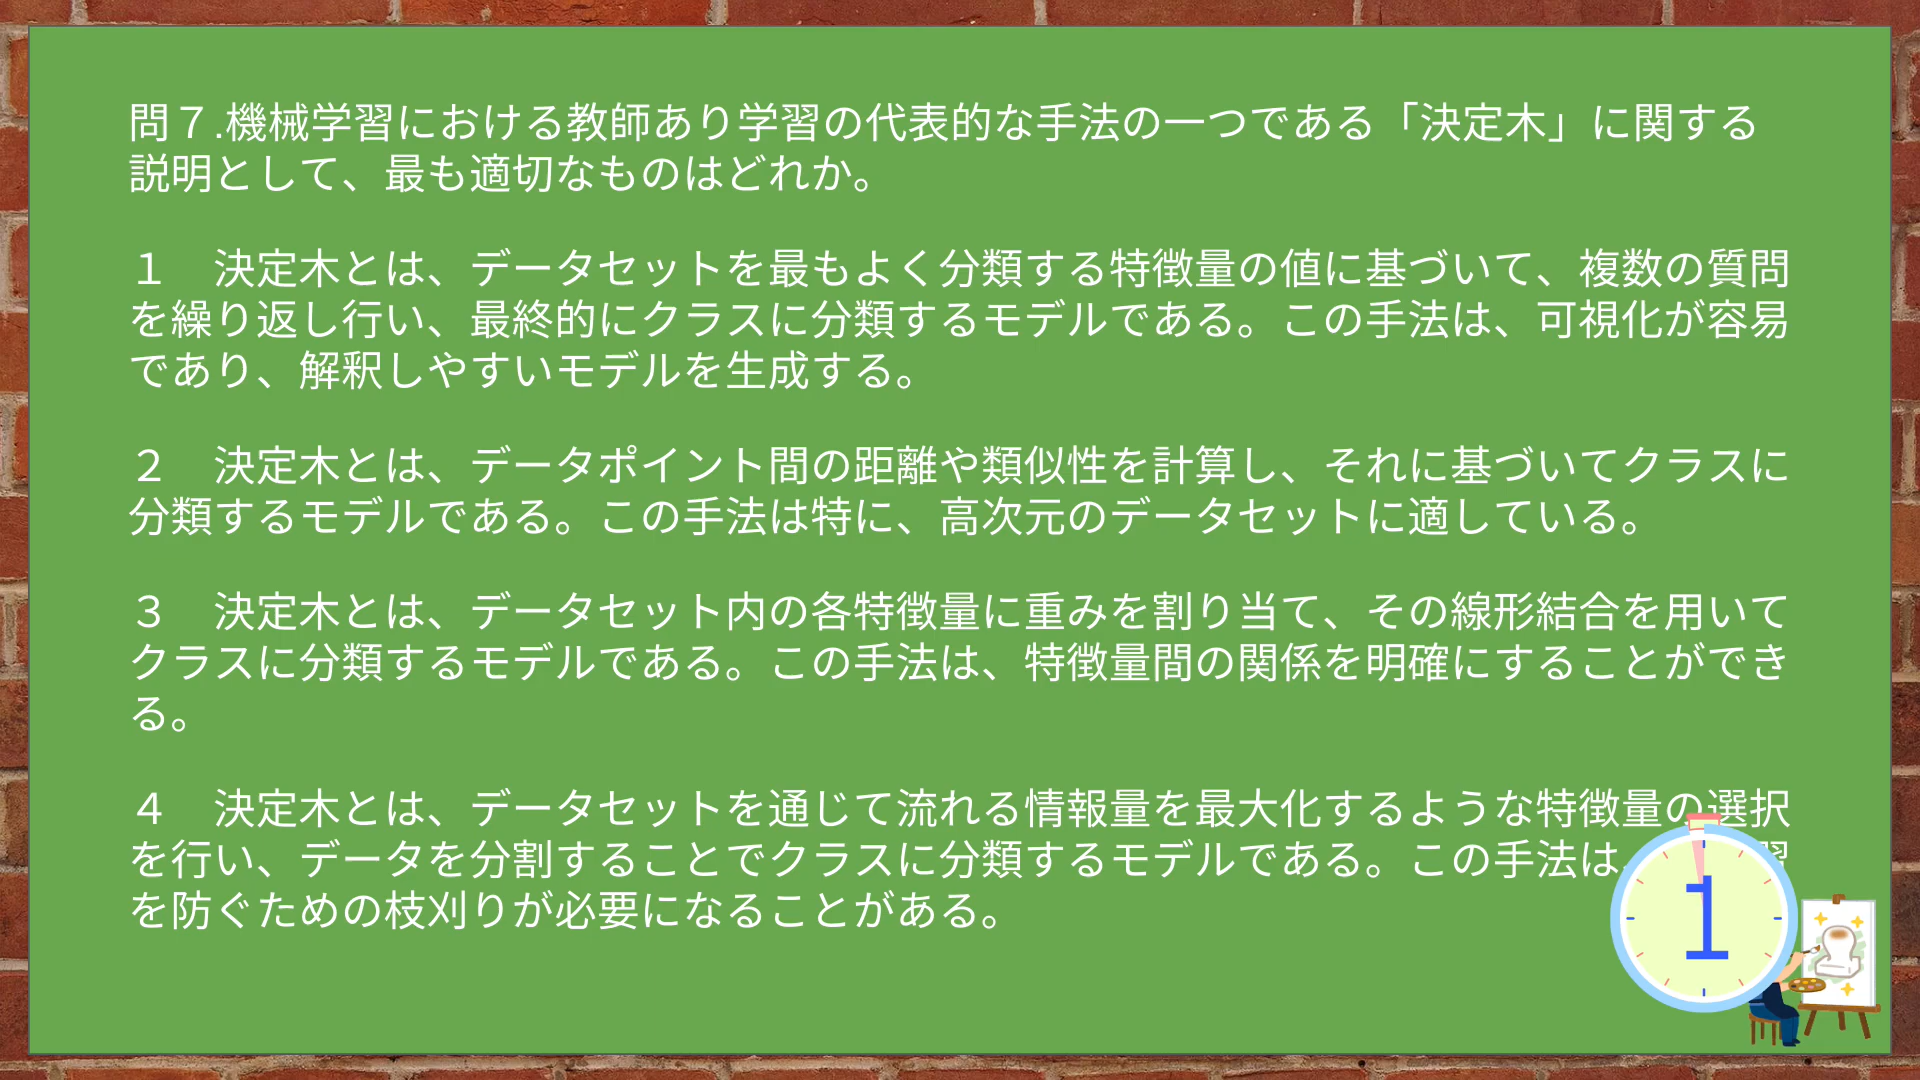 問７.機械学習における教師あり学習の代表的な手法の一つである「決定木」に関する
説明として、最も適切なものはどれか。
１　決定木とは、データセットを最もよく分類する特徴量の値に基づいて、複数の質問
を繰り返し行い、最終的にクラスに分類するモデルである。この手法は、可視化が容易
であり、解釈しやすいモデルを生成する。
２　決定木とは、データポイント間の距離や類似性を計算し、それに基づいてクラスに
分類するモデルである。この手法は特に、高次元のデータセットに適している。
３　決定木とは、データセット内の各特徴量に重みを割り当て、その線形結合を用いて
クラスに分類するモデルである。この手法は、特徴量間の関係を明確にすることができ
る。
４　決定木とは、データセットを通じて流れる情報量を最大化するような特徴量の選択
を行い、データを分割することでクラスに分類するモデルである。この手法は、
を防ぐための枝刈りが必要になることがある。
1